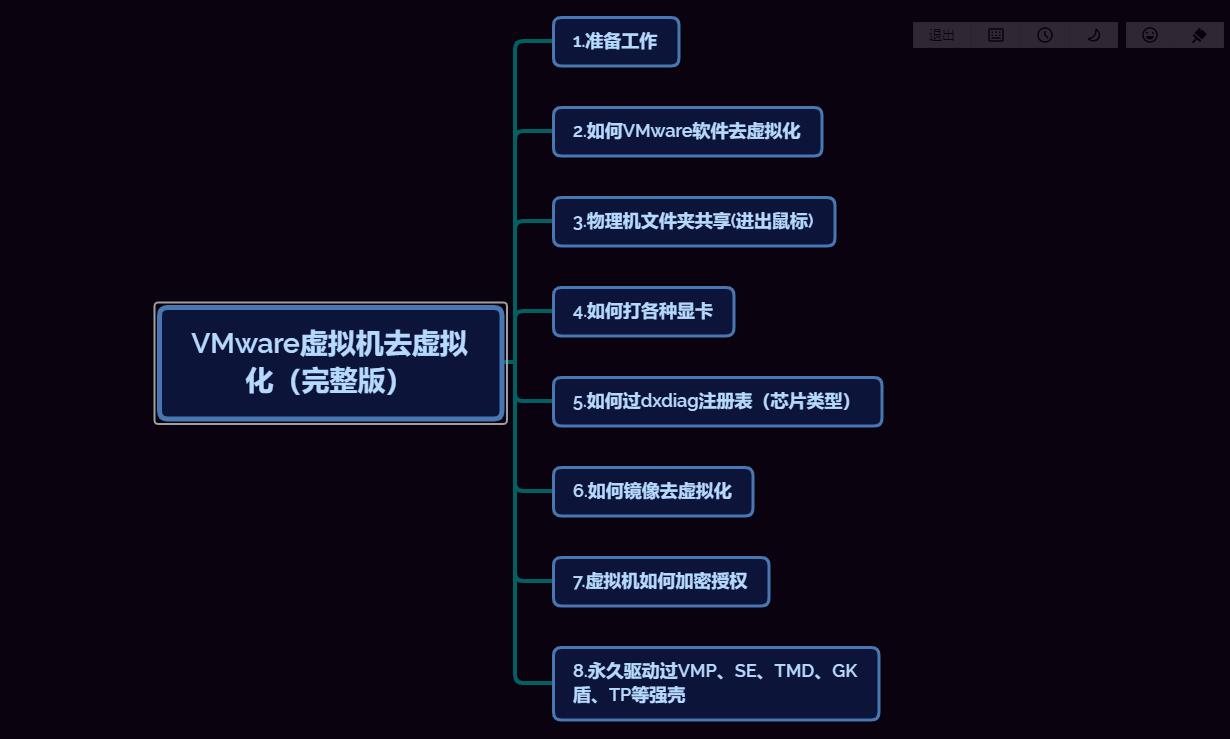 退出
1.准备工作
2.如何VMware软件去虚拟化
3.物理机文件夹共享(进出鼠标)
4.如何打各种显卡
VMware虚拟机去虚拟
化（完整版）
5.如何过dxdiag注册表（芯片类型）
6.如何镜像去虚拟化
7.虚拟机如何加密授权
8.永久驱动过VMP、SE、TMD、GK
盾、TP等强壳